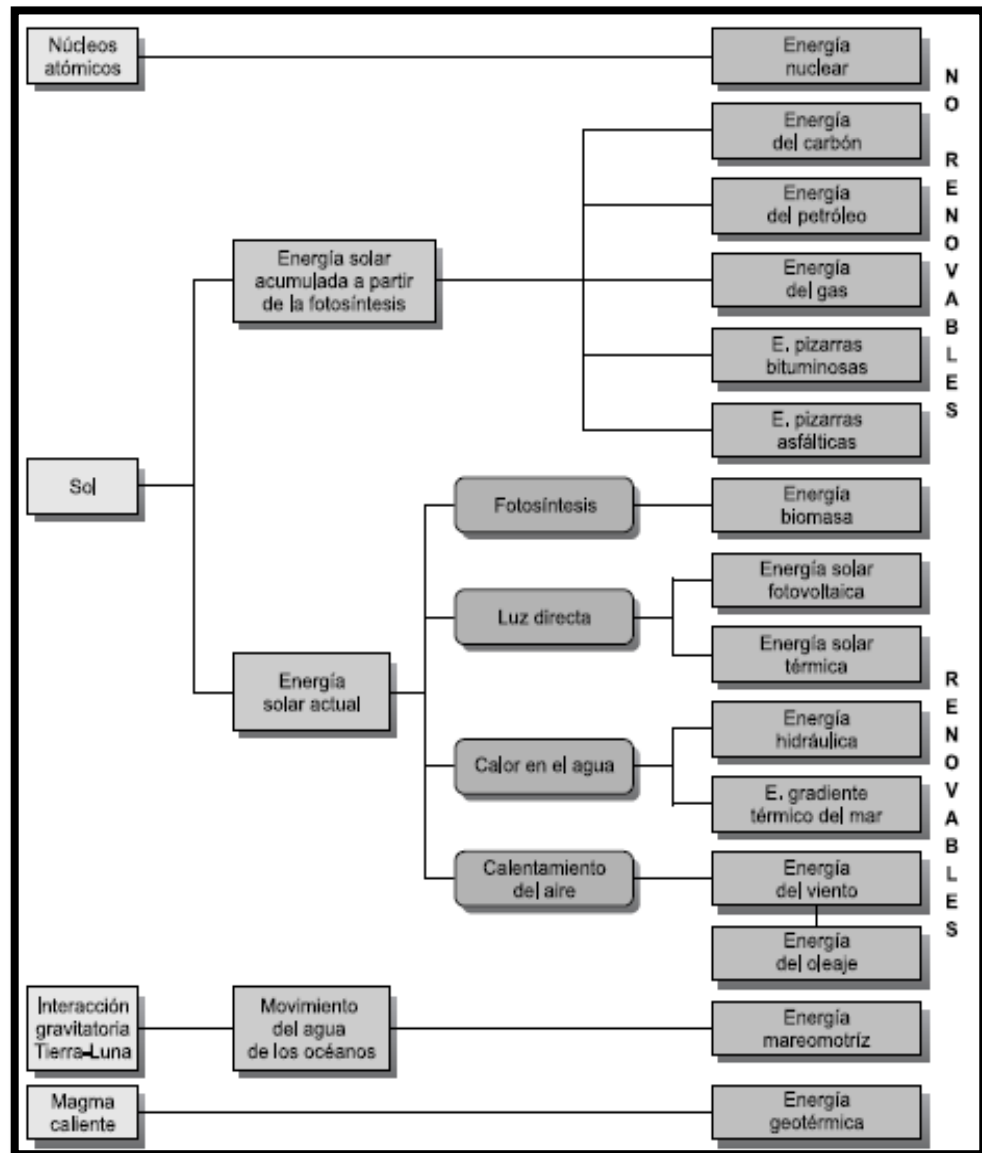 Núcleos
atómicos
Energía
nuclear
Energía
del carbón
Energía
del petróleo
Energía solar
acumulada a partir
de la fotosíntesis
Energía
del gas
E. pizarras
bituminosas
E. pizarras
asfálticas
NO RENOVABLES
Sol
Fotosíntesis
Energía
biomasa
Luz directa
Energía solar
fotovoltaica
Energía solar
térmica
Energía
solar actual
Calor en el agua
Energía
hidráulica
E. gradiente
térmico del mar
Calentamiento
del aire
Energía
del viento
Energía
del oleaje
RENOVABLES
Interacción
gravitatoria
Tierra-Luna
Movimiento
del agua
de los océanos
Energía
mareomotríz
Magma
caliente
Energía
geotérmica